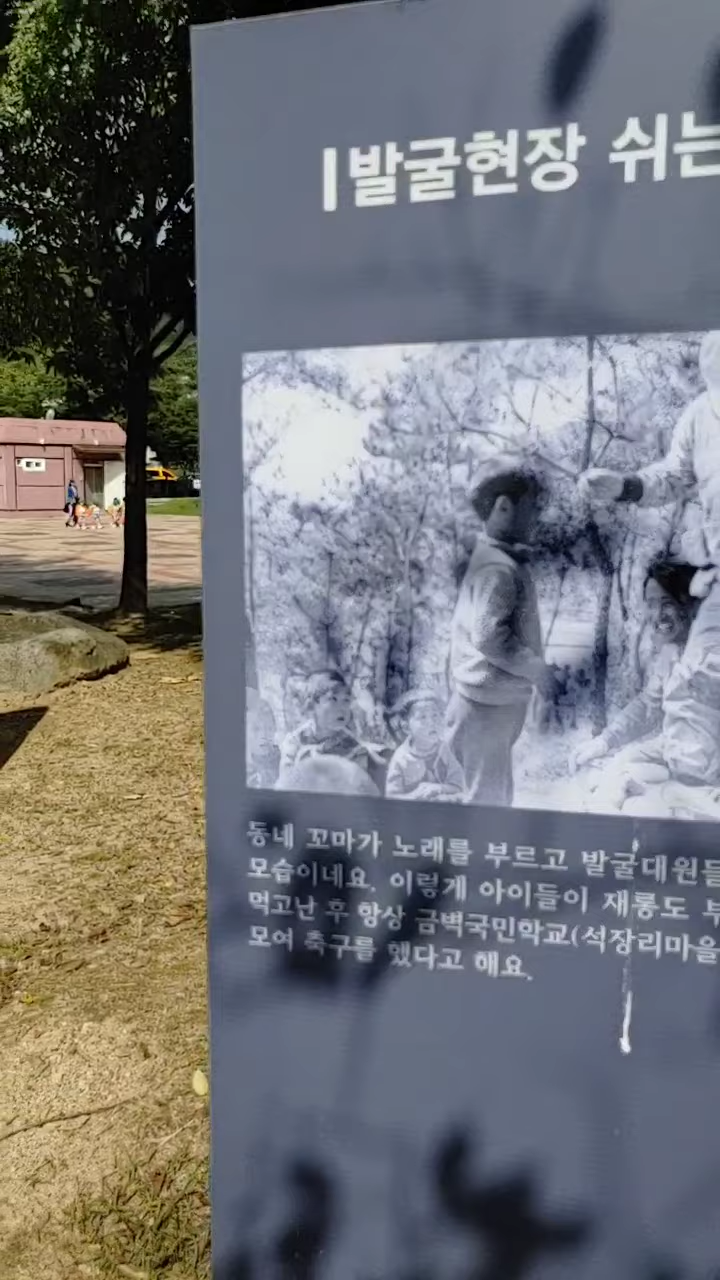 발굴현장 쉬는
동네 꼬마가 노래를 부르고 발굴대원들
모습이네요. 이렇게 아이들이 재롱도 부
먹고난 후 항상 금벽국민학교(석장리마을
모여 축구를 했다고 해요.